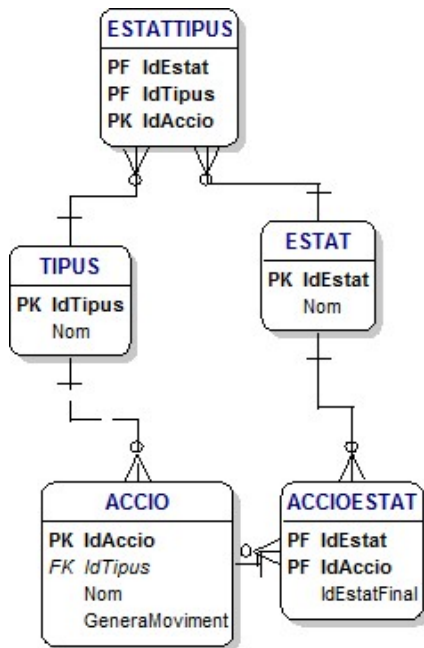 ESTATTIPUS
PF IdEstat
PF IdTipus
PK IdAccio
TIPUS
PK IdTipus
Nom
ESTAT
PK IdEstat
Nom
ACCIO
PK IdAccio
FK IdTipus
Nom
GeneraMoviment
ACCIOESTAT
PF IdEstat
PF IdAccio
IdEstatFinal